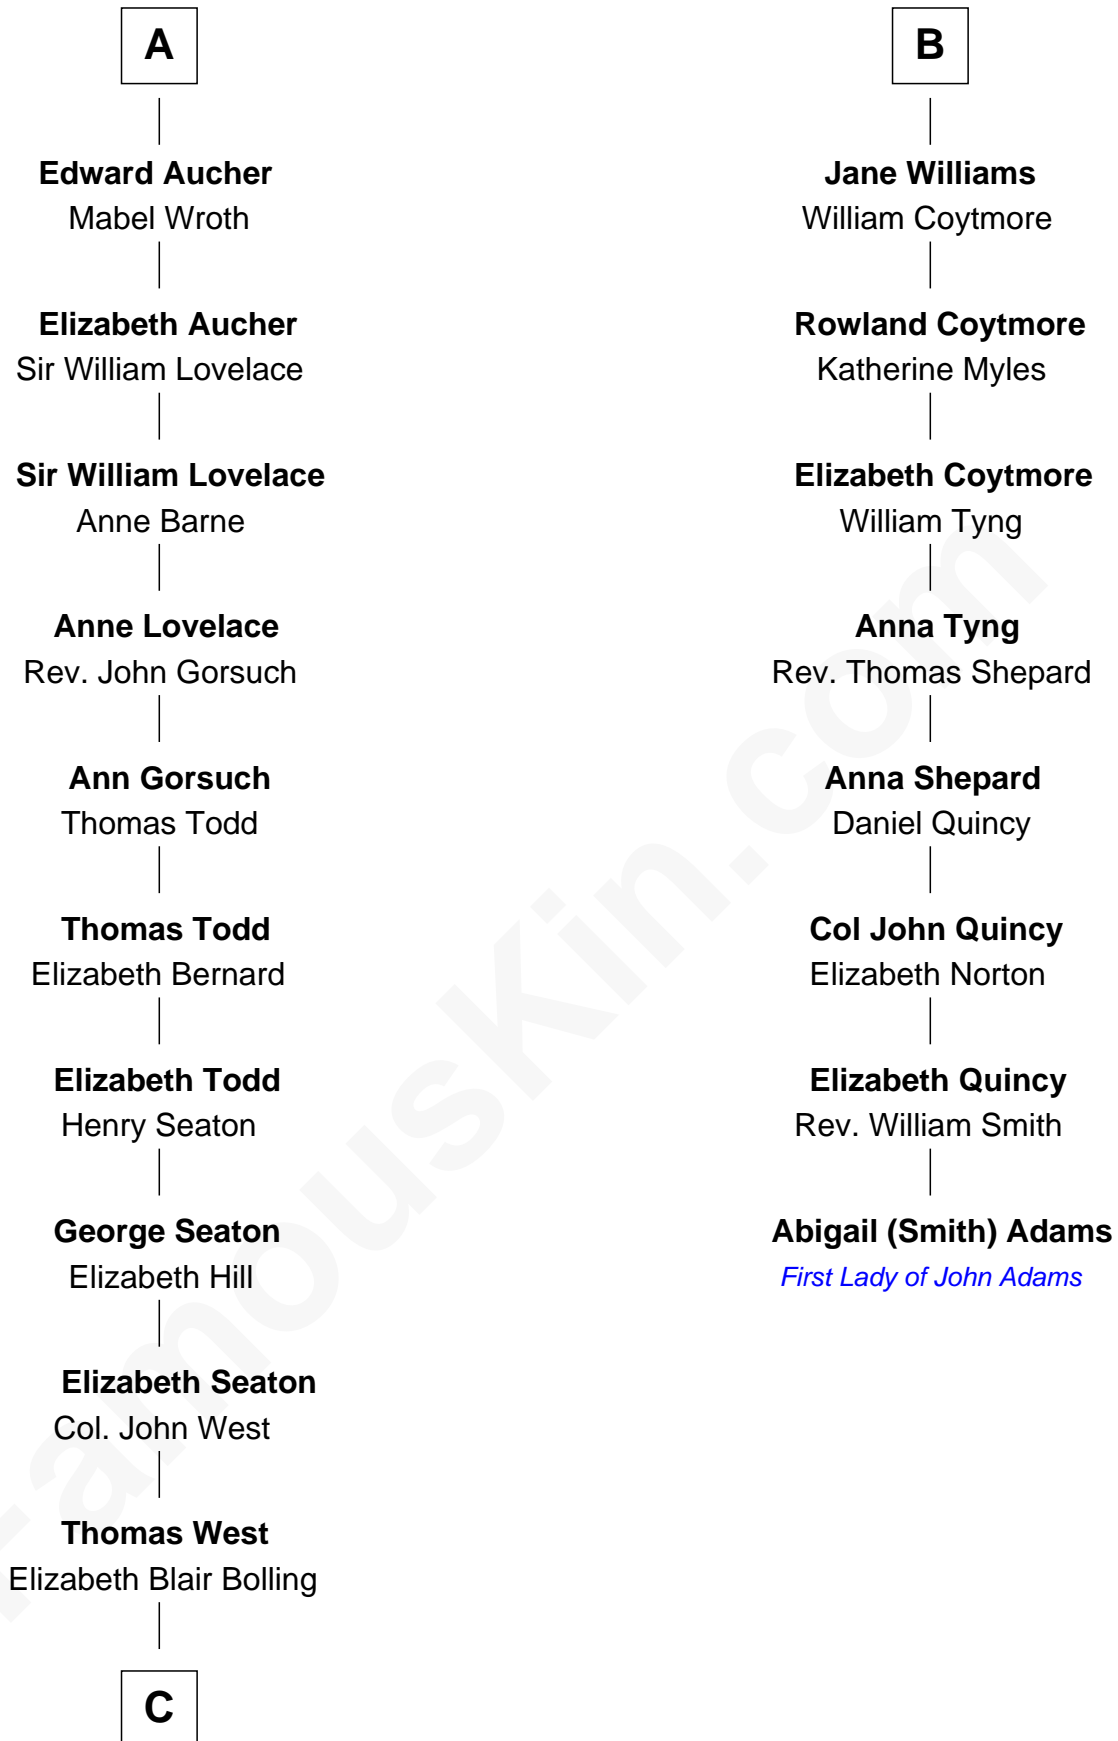 A
Edward Aucher
Mabel Wroth
Elizabeth Aucher
Sir William Lovelace
Sir William Lovelace
Anne Barne
Anne Lovelace
Rev. John Gorsuch
Ann Gorsuch
Thomas Todd
Thomas Todd
Elizabeth Bernard
Elizabeth Todd
Henry Seaton
George Seaton
Elizabeth Hill
Elizabeth Seaton
Col. John West
Thomas West
Elizabeth Blair Bolling
C
B
Jane Williams
William Coytmore
Rowland Coytmore
Katherine Myles
Elizabeth Coytmore
William Tyng
Anna Tyng
Rev. Thomas Shepard
Anna Shepard
Daniel Quincy
Col John Quincy
Elizabeth Norton
Elizabeth Quincy
Rev. William Smith
Abigail (Smith) Adams
First Lady of John Adams
FamousKin.com